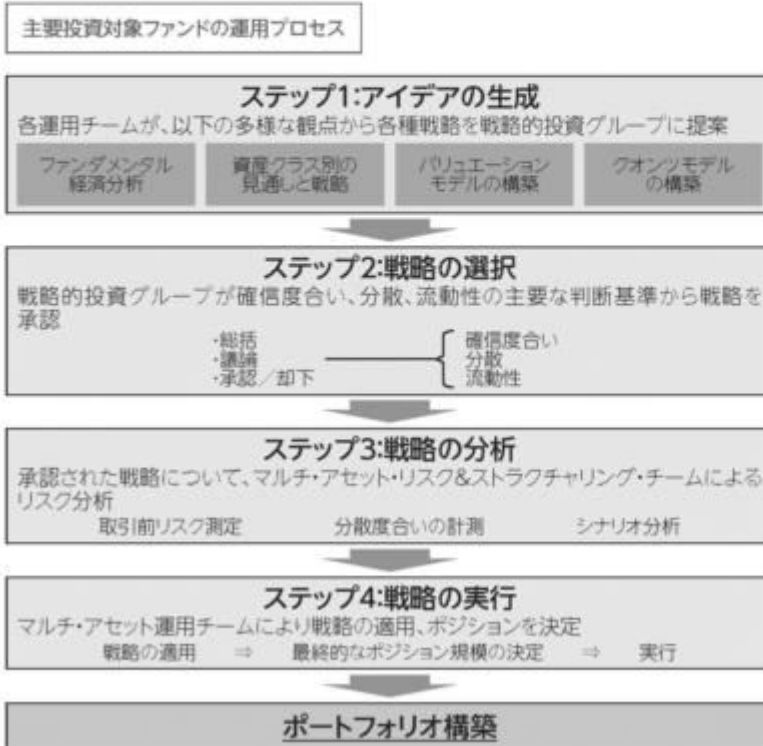 主要投資対象ファンドの運用プロセス
ステップ1:アイデアの生成
各運用チームが、以下の多様な観点から各種戦略を戦略的投資グループに提案
ファンダメンタル
経済分析
資産クラス別の
見通しと戦略
バリュエーション
モデルの構築
クオンツモデル
の構築
ステップ2:戦略の選択
戦略的投資グループが確信度合い、分散、流動性の主要な判断基準から戦略を
承認
・総括
・議論
・承認／却下
確信度合い
分散
流動性
ステップ3:戦略の分析
承認された戦略について、マルチ・アセット・リスク&ストラクチャリング・チームによる
リスク分析
取引前リスク測定 分散度合いの計測 シナリオ分析
ステップ4:戦略の実行
マルチ・アセット運用チームにより戦略の適用、ポジションを決定
戦略の適用 ⇒ 最終的なポジション規模の決定 ⇒ 実行
ポートフォリオ構築